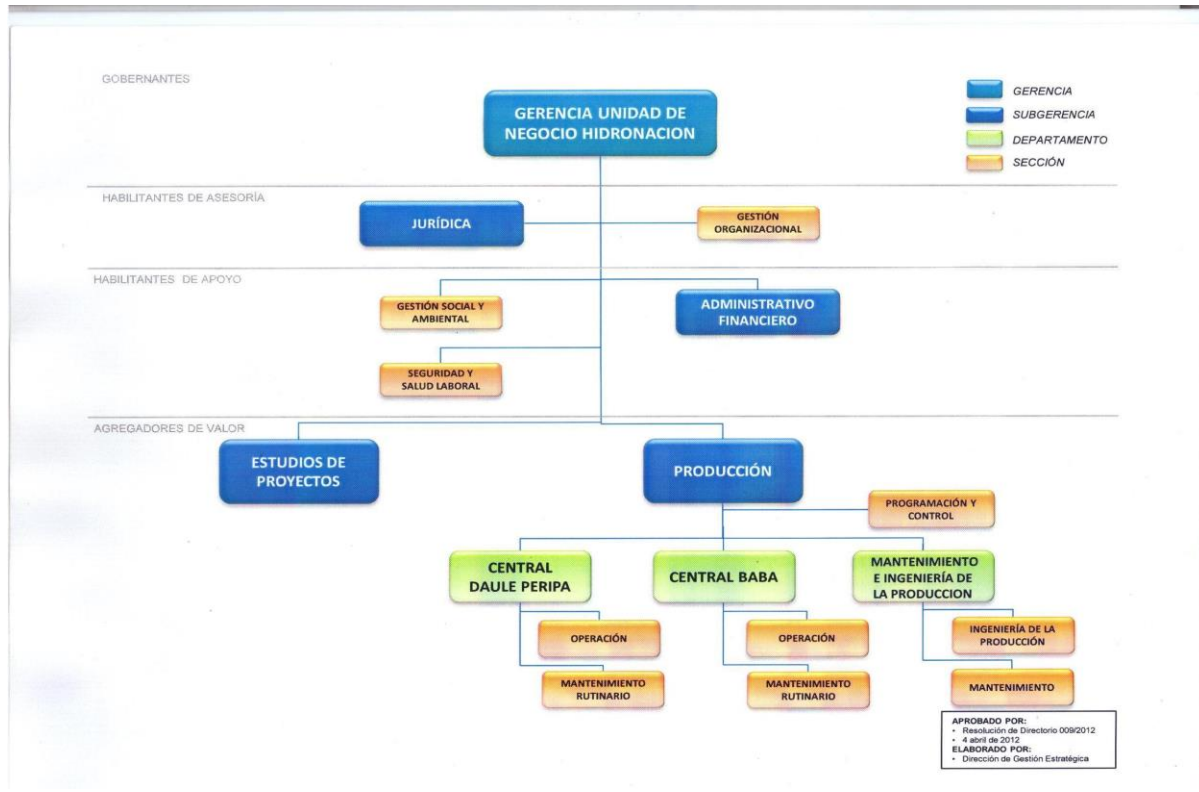 GOBERNANTES
GERENCIA UNIDAD DE
NEGOCIO HIDRONACION
GERENCIA
SUBGERENCIA
DEPARTAMENTO
SECCIÓN
HABILITANTES DE ASESORÍA
JURÍDICA
GESTIÓN
ORGANIZACIONAL
HABILITANTES DE APOYO
GESTIÓN SOCIAL Y
AMBIENTAL
ADMINISTRATIVO
FINANCIERO
SEGURIDAD Y
SALUD LABORAL
AGREGADORES DE VALOR
ESTUDIOS DE
PROYECTOS
PRODUCCIÓN
PROGRAMACIÓN Y
CONTROL
CENTRAL
DAULE PERIPA
CENTRAL BABA
MANTENIMIENTO
E INGENIERÍA DE
LA PRODUCCION
OPERACIÓN
OPERACIÓN
INGENIERÍA DE LA
PRODUCCIÓN
MANTENIMIENTO
RUTINARIO
MANTENIMIENTO
RUTINARIO
MANTENIMIENTO
APROBADO POR:
• Resolución de Directorio 009/2012
• 4 abril de 2012
ELABORADO POR:
• Dirección de Gestión Estratégica